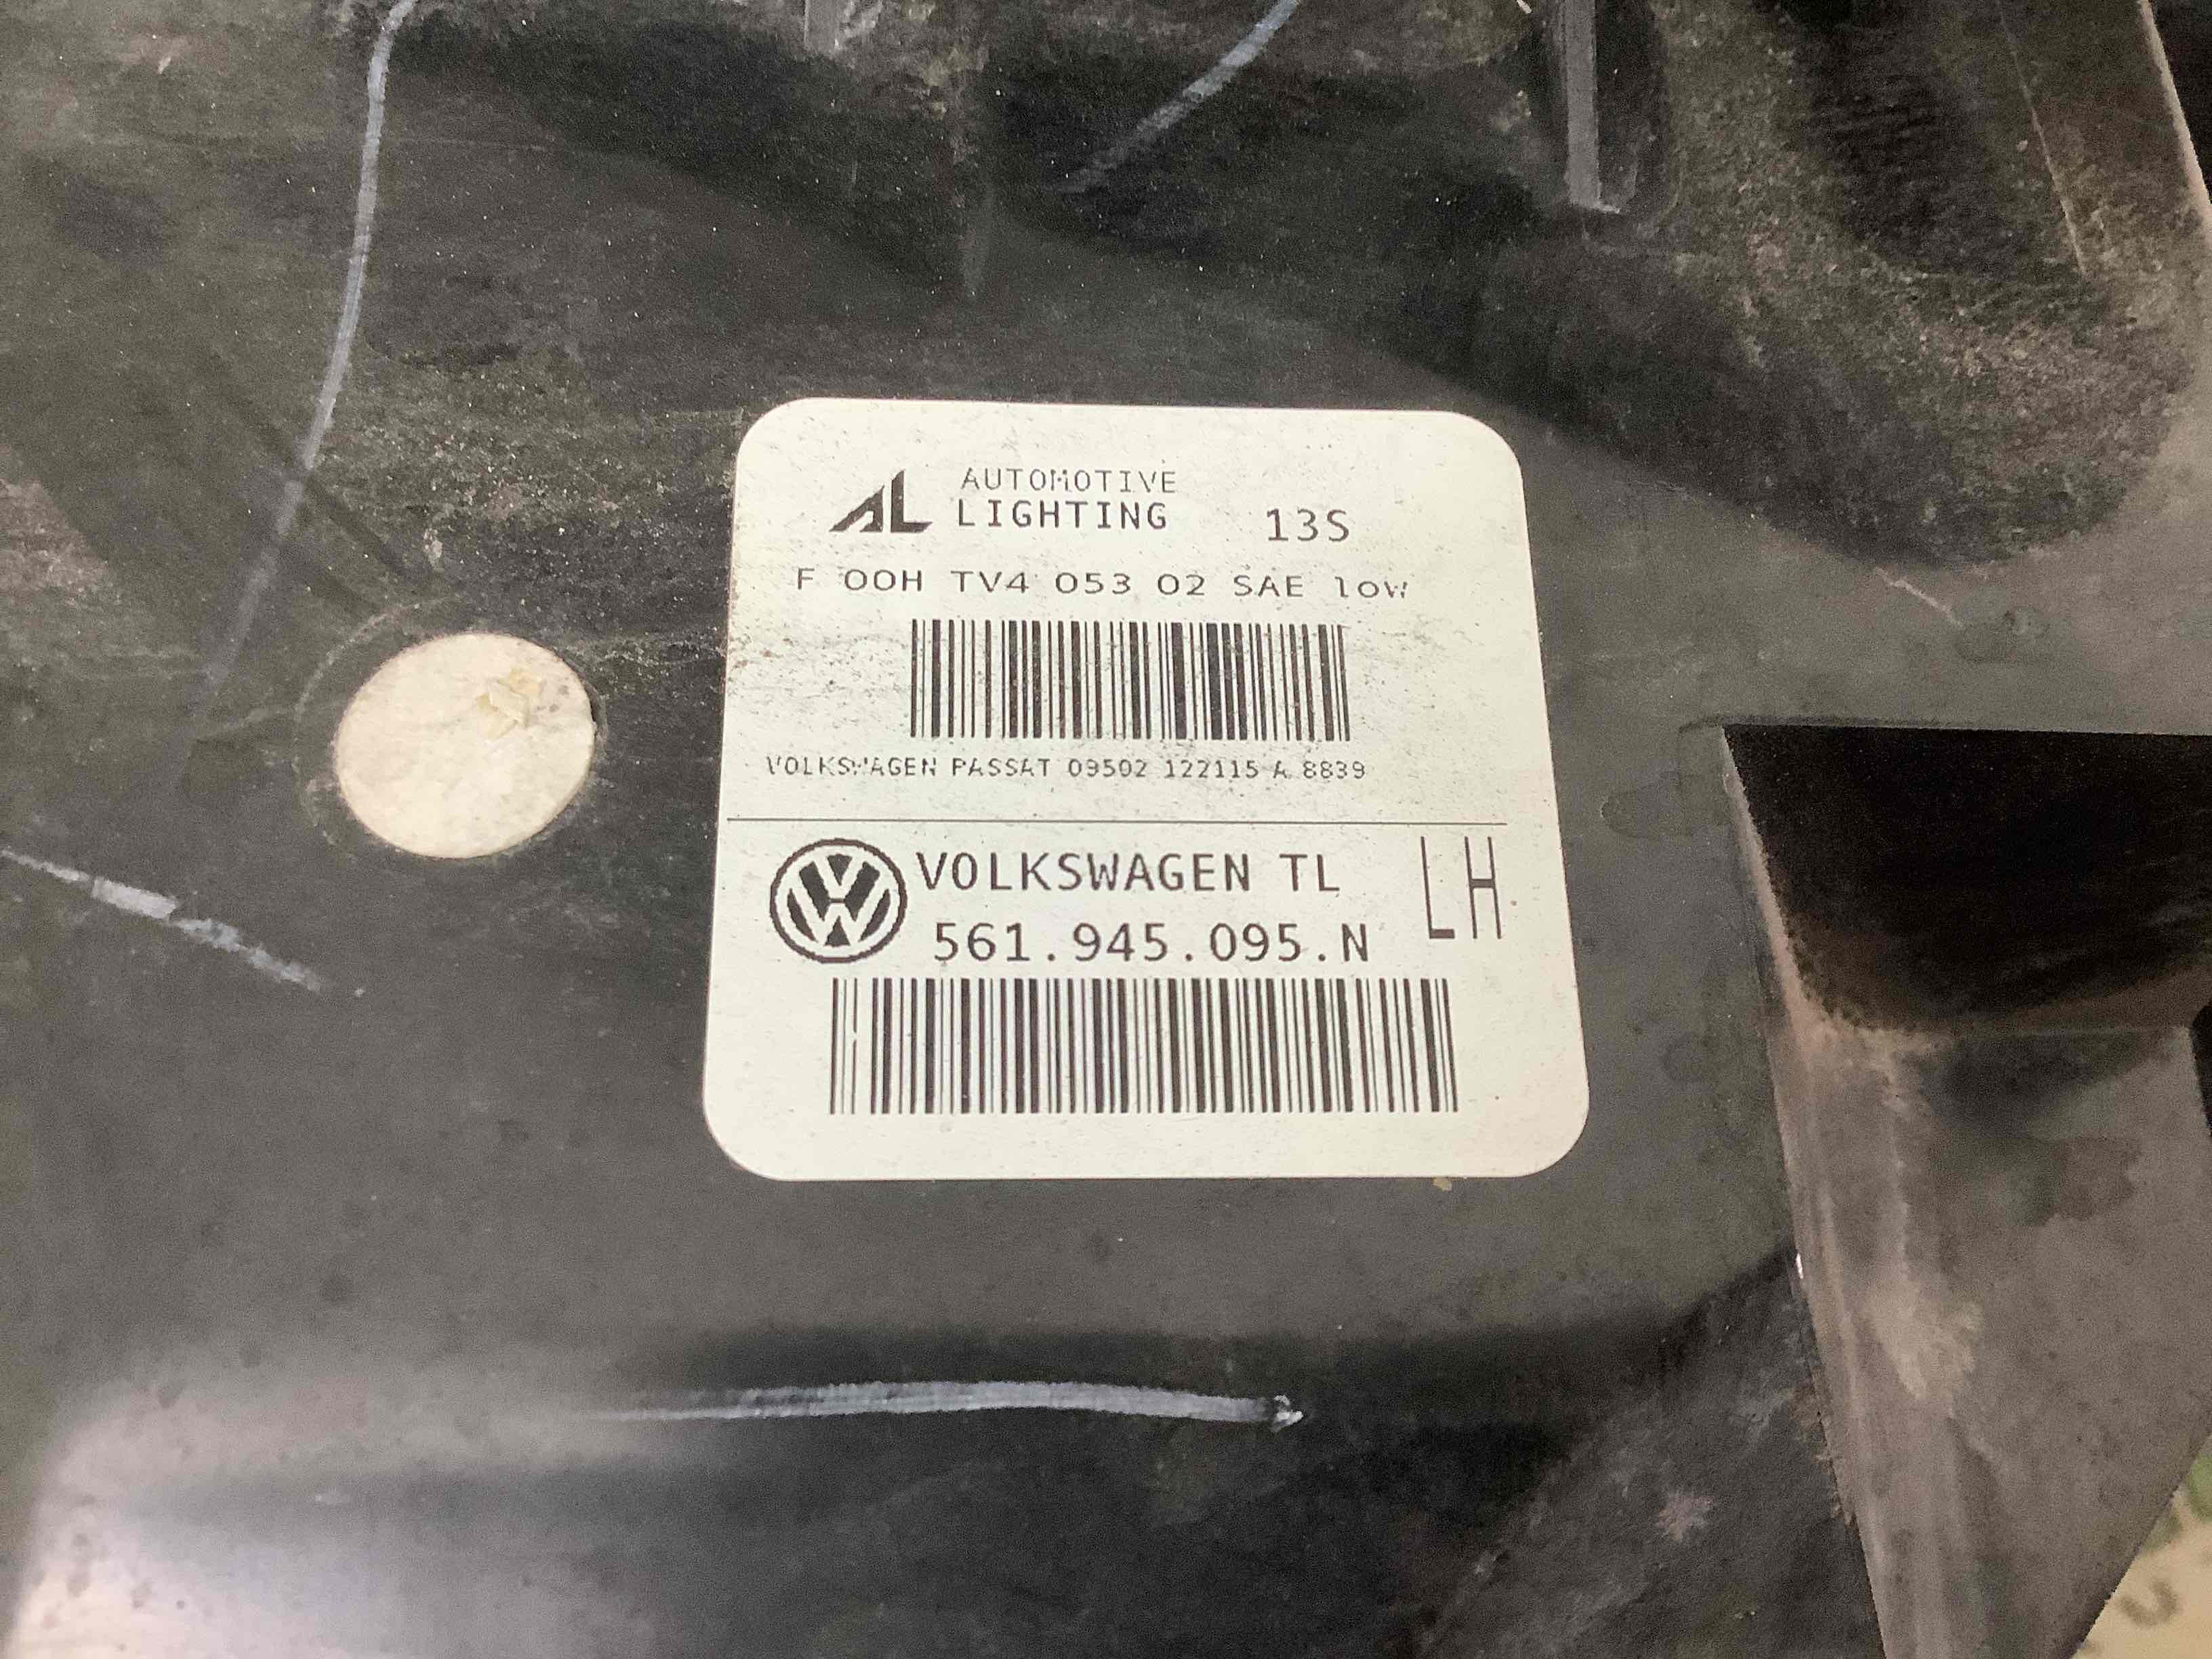 AL AUTOMOTIVE
LIGHTING 13S
F 00H TV4 053 02 SAE low
VOLKSWAGEN PASSAT 09502 122115 A 8839
VOLKSWAGEN TL LH
561.945.095.N